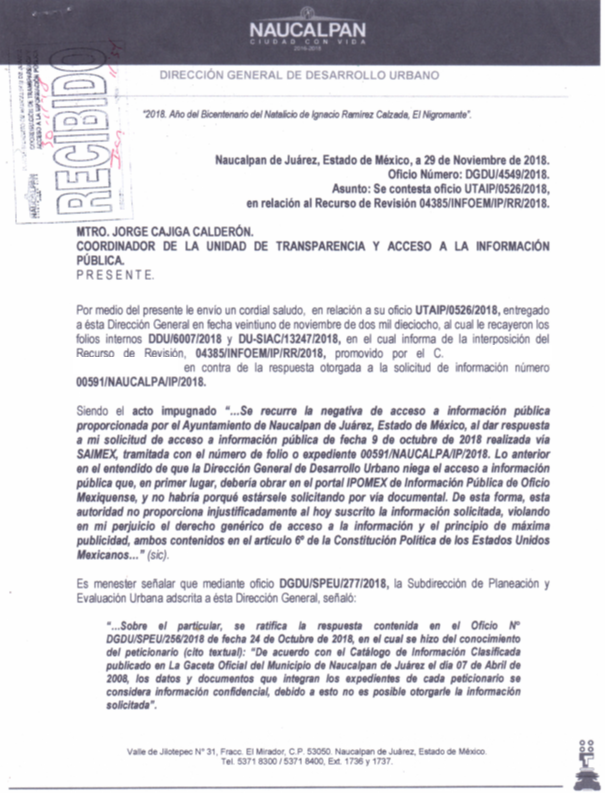 NAUCALPAN
CIUDAD CON VIDA
2016-2018
DIRECCIÓN GENERAL DE DESARROLLO URBANO
"2018. Año del Bicentenario del Natalicio de Ignacio Ramírez Calzada, El Nigromante".
RECIBIDO
Naucalpan de Juárez, Estado de México, a 29 de Noviembre de 2018.
Oficio Número: DGDU/4549/2018.
Asunto: Se contesta oficio UTAIP/0526/2018,
en relación al Recurso de Revisión 04385/INFOEM/IP/RR/2018.
MTRO. JORGE CAJIGA CALDERÓN.
COORDINADOR DE LA UNIDAD DE TRANSPARENCIA Y ACCESO A LA INFORMACIÓN
PÚBLICA.
P R E S E N T E.
Por medio del presente le envío un cordial saludo, en relación a su oficio UTAIP/0526/2018, entregado
a ésta Dirección General en fecha veintiuno de noviembre de dos mil dieciocho, al cual le recayeron los
folios internos DDU/6007/2018 y DU-SIAC/13247/2018, en el cual informa de la interposición del
Recurso de Revisión, 04385/INFOEM/IP/RR/2018, promovido por el C.
en contra de la respuesta otorgada a la solicitud de información número
00591/NAUCALPA/IP/2018.
Siendo el acto impugnado "...Se recurre la negativa de acceso a información pública
proporcionada por el Ayuntamiento de Naucalpan de Juárez, Estado de México, al dar respuesta
a mi solicitud de acceso a información pública de fecha 9 de octubre de 2018 realizada vía
SAIMEX, tramitada con el número de folio o expediente 00591/NAUCALPA/IP/2018. Lo anterior
en el entendido de que la Dirección General de Desarrollo Urbano niega el acceso a información
pública que, en primer lugar, debería obrar en el portal IPOMEX de Información Pública de Oficio
Mexiquense, y no habría porqué estársele solicitando por vía documental. De esta forma, esta
autoridad no proporciona injustificadamente al hoy suscrito la información solicitada, violando
en mi perjuicio el derecho genérico de acceso a la información y el principio de máxima
publicidad, ambos contenidos en el artículo 6º de la Constitución Política de los Estados Unidos
Mexicanos..." (sic).
Es menester señalar que mediante oficio DGDU/SPEU/277/2018, la Subdirección de Planeación y
Evaluación Urbana adscrita a ésta Dirección General, señaló:
"...Sobre el particular, se ratifica la respuesta contenida en el Oficio Nº
DGDU/SPEU/256/2018 de fecha 24 de Octubre de 2018, en el cual se hizo del conocimiento
del peticionario (cito textual): "De acuerdo con el Catálogo de Información Clasificada
publicado en La Gaceta Oficial del Municipio de Naucalpan de Juárez el día 07 de Abril de
2008, los datos y documentos que integran los expedientes de cada peticionario se
considera información confidencial, debido a esto no es posible otorgarle la información
solicitada".
Valle de Jilotepec Nº 31, Fracc. El Mirador, C.P. 53050. Naucalpan de Juárez, Estado de México.
Tel. 5371 8300 / 5371 8400, Ext. 1736 y 1737.